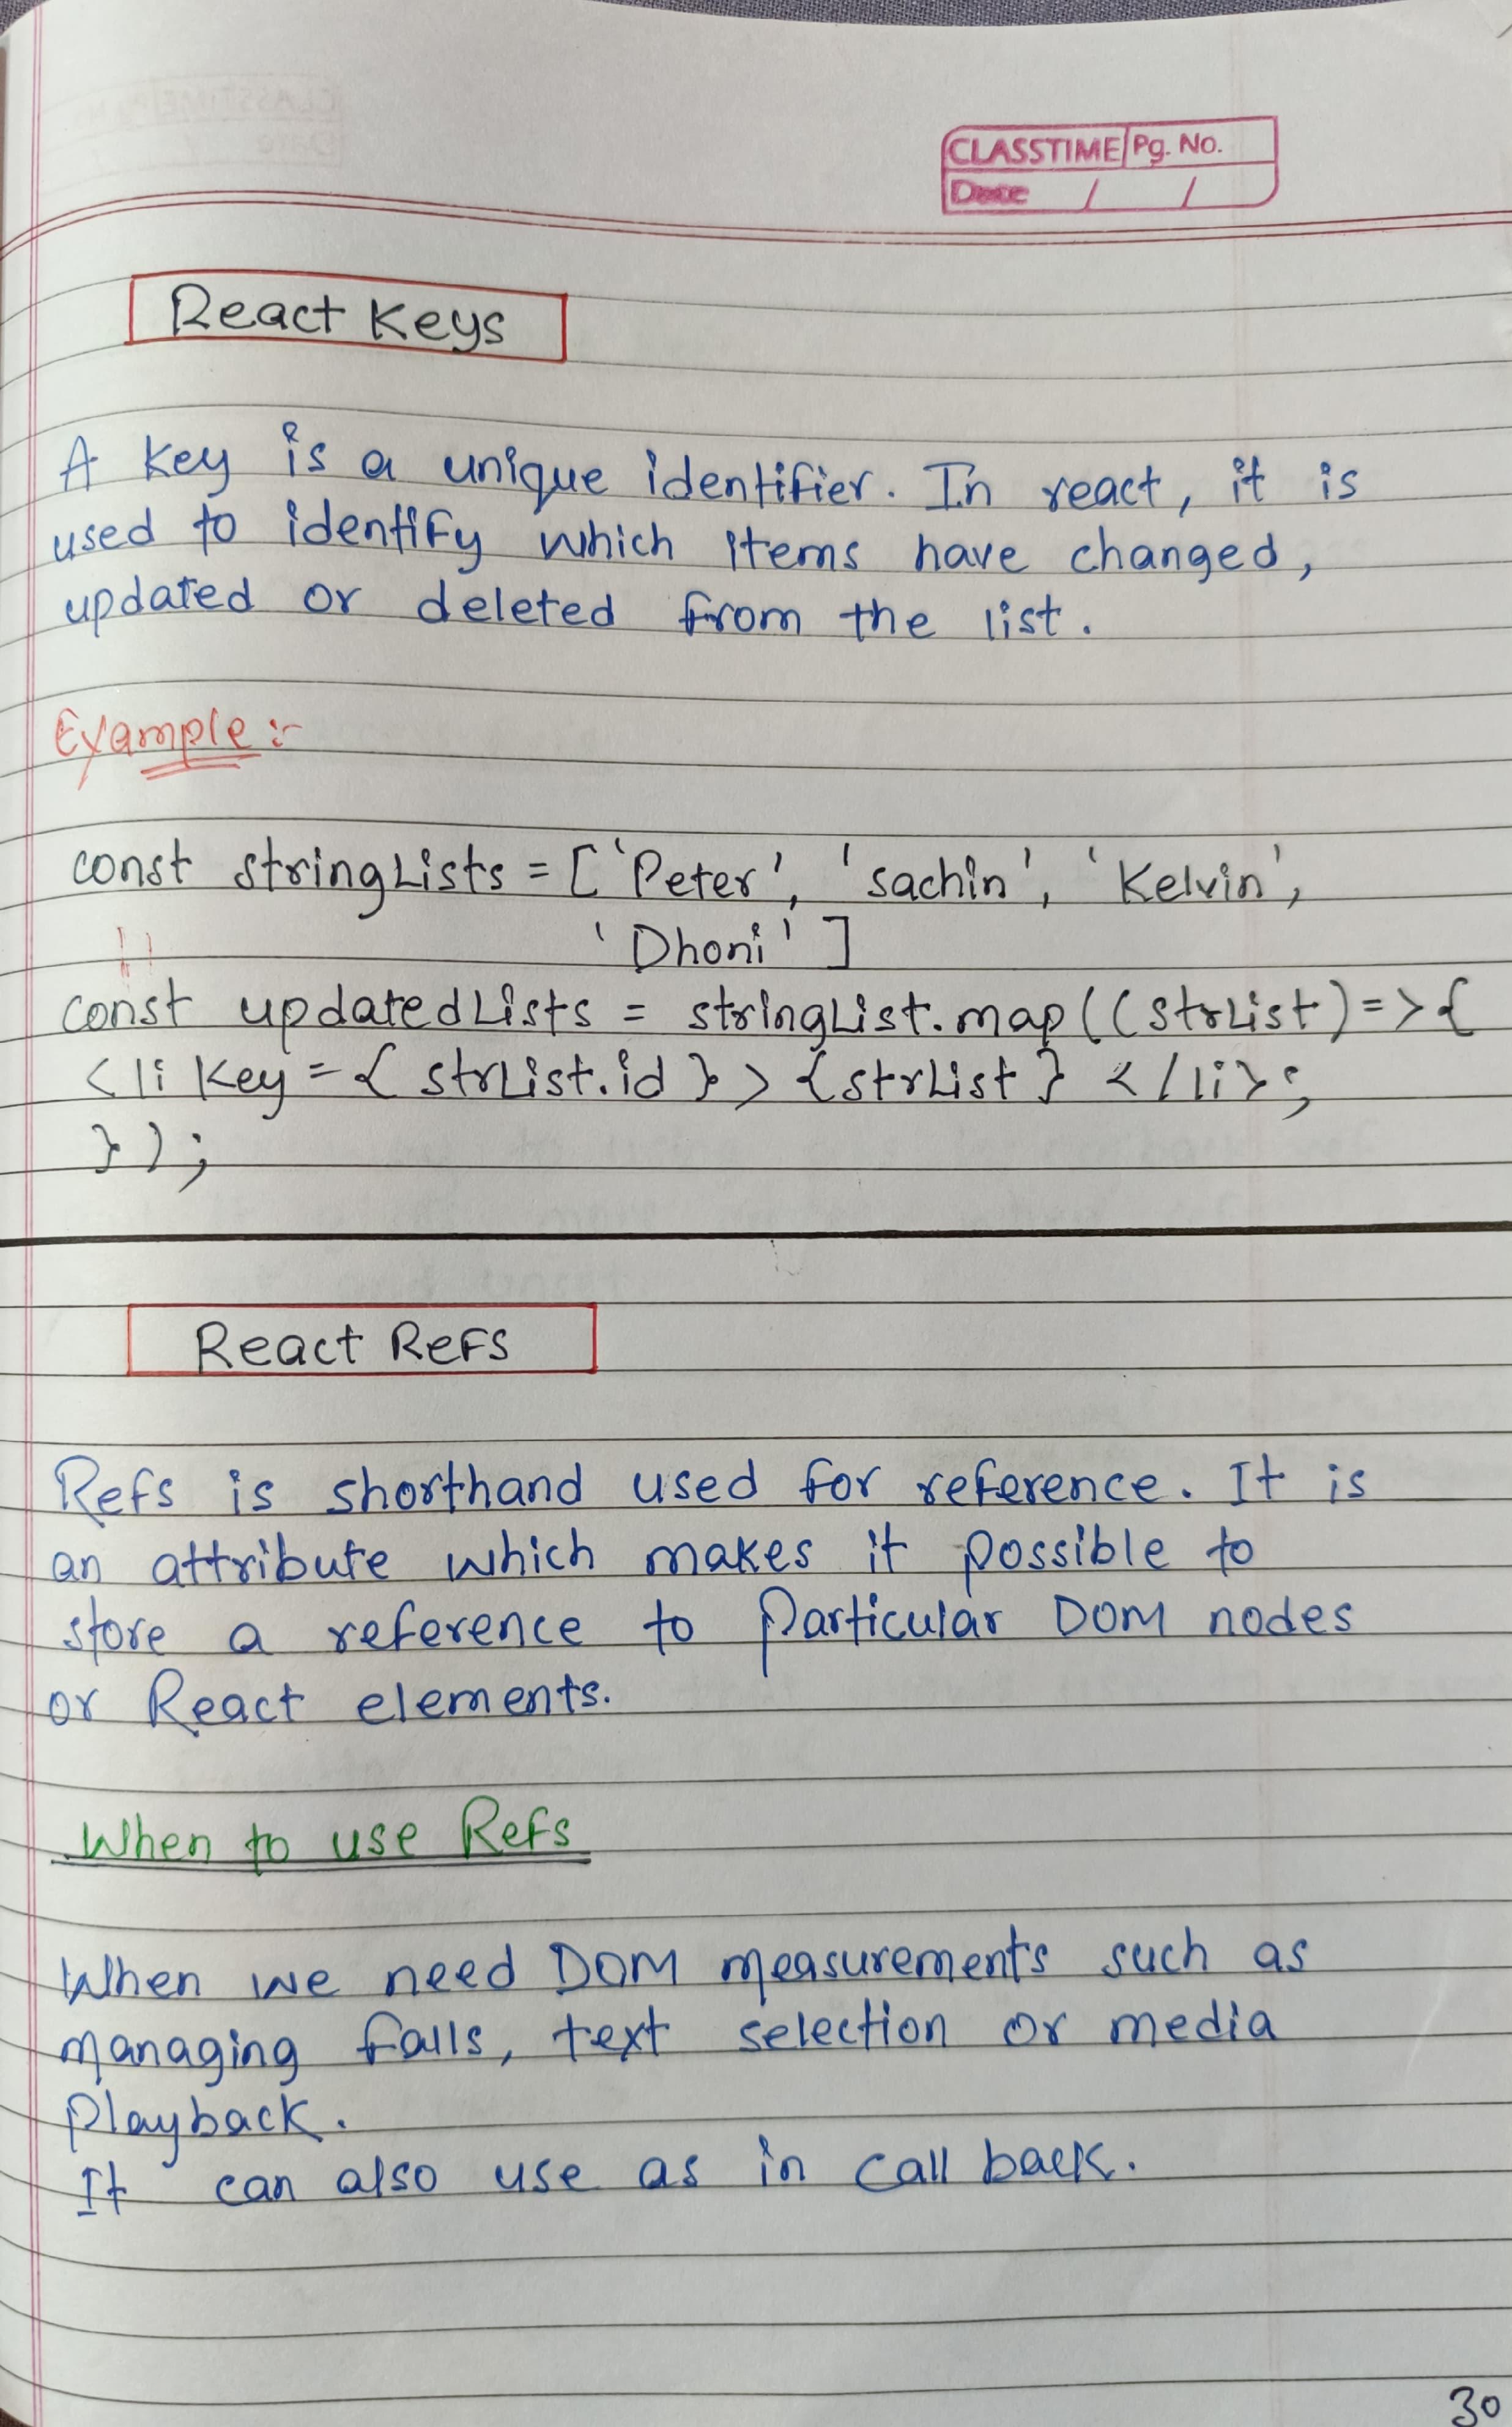 CLASSTIME Pg. No.
Date / /
React Keys
A key is a unique identifier. In react, it is
used to identify which items have changed,
updated or deleted from the list.
Example :-
const stringLists = ['Peter', 'sachin', 'Kelvin',
'Dhoni']
const updatedLists = stringList.map((strList)=>{
<li key={strList.id}>{strList}</li>;
});
React Refs
Refs is shorthand used for reference. It is
an attribute which makes it possible to
store a reference to Particular DOM nodes
or React elements.
When to use Refs
When we need DOM measurements such as
managing falls, text selection or media
Playback.
It can also use as in call back.
30